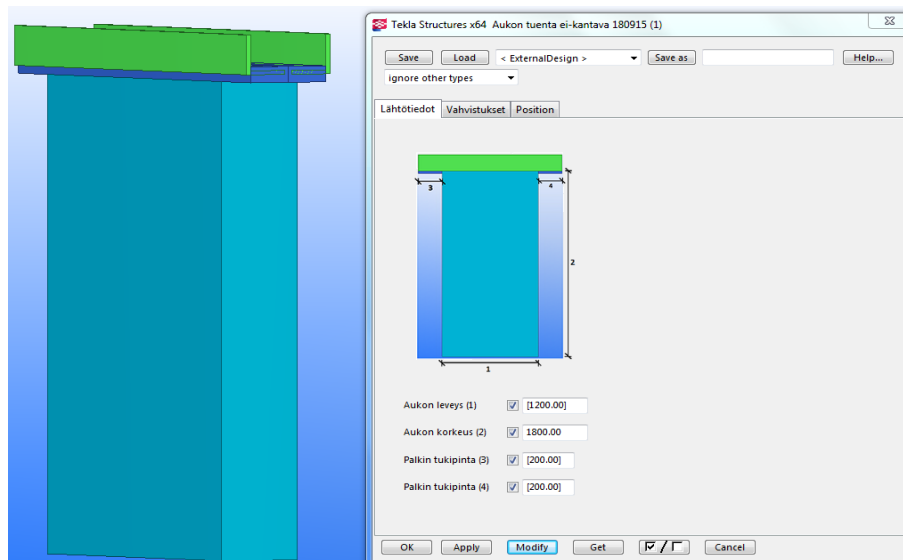 Tekla Structures x64 Aukon tuenta ei-kantava 180915 (1)
Save Load < ExternalDesign > Save as Help...
ignore other types
Lähtötiedot Vahvistukset Position
3 4
2
1
Aukon leveys (1) [1200.00]
Aukon korkeus (2) 1800.00
Palkin tukipinta (3) [200.00]
Palkin tukipinta (4) [200.00]
OK Apply Modify Get / Cancel